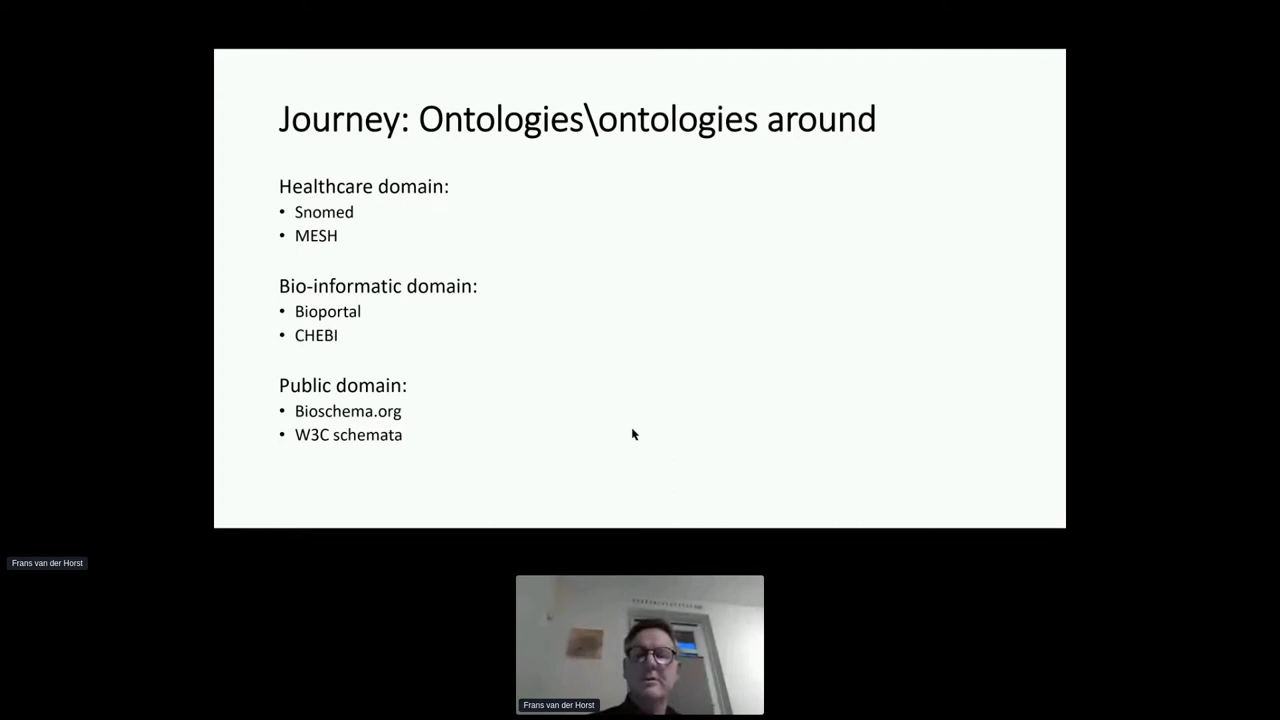 Journey: Ontologies\ontologies around
Healthcare domain:
• Snomed
• MESH
Bio-informatic domain:
• Bioportal
• CHEBI
Public domain:
• Bioschema.org
• W3C schemata
Frans van der Horst
Frans van der Horst